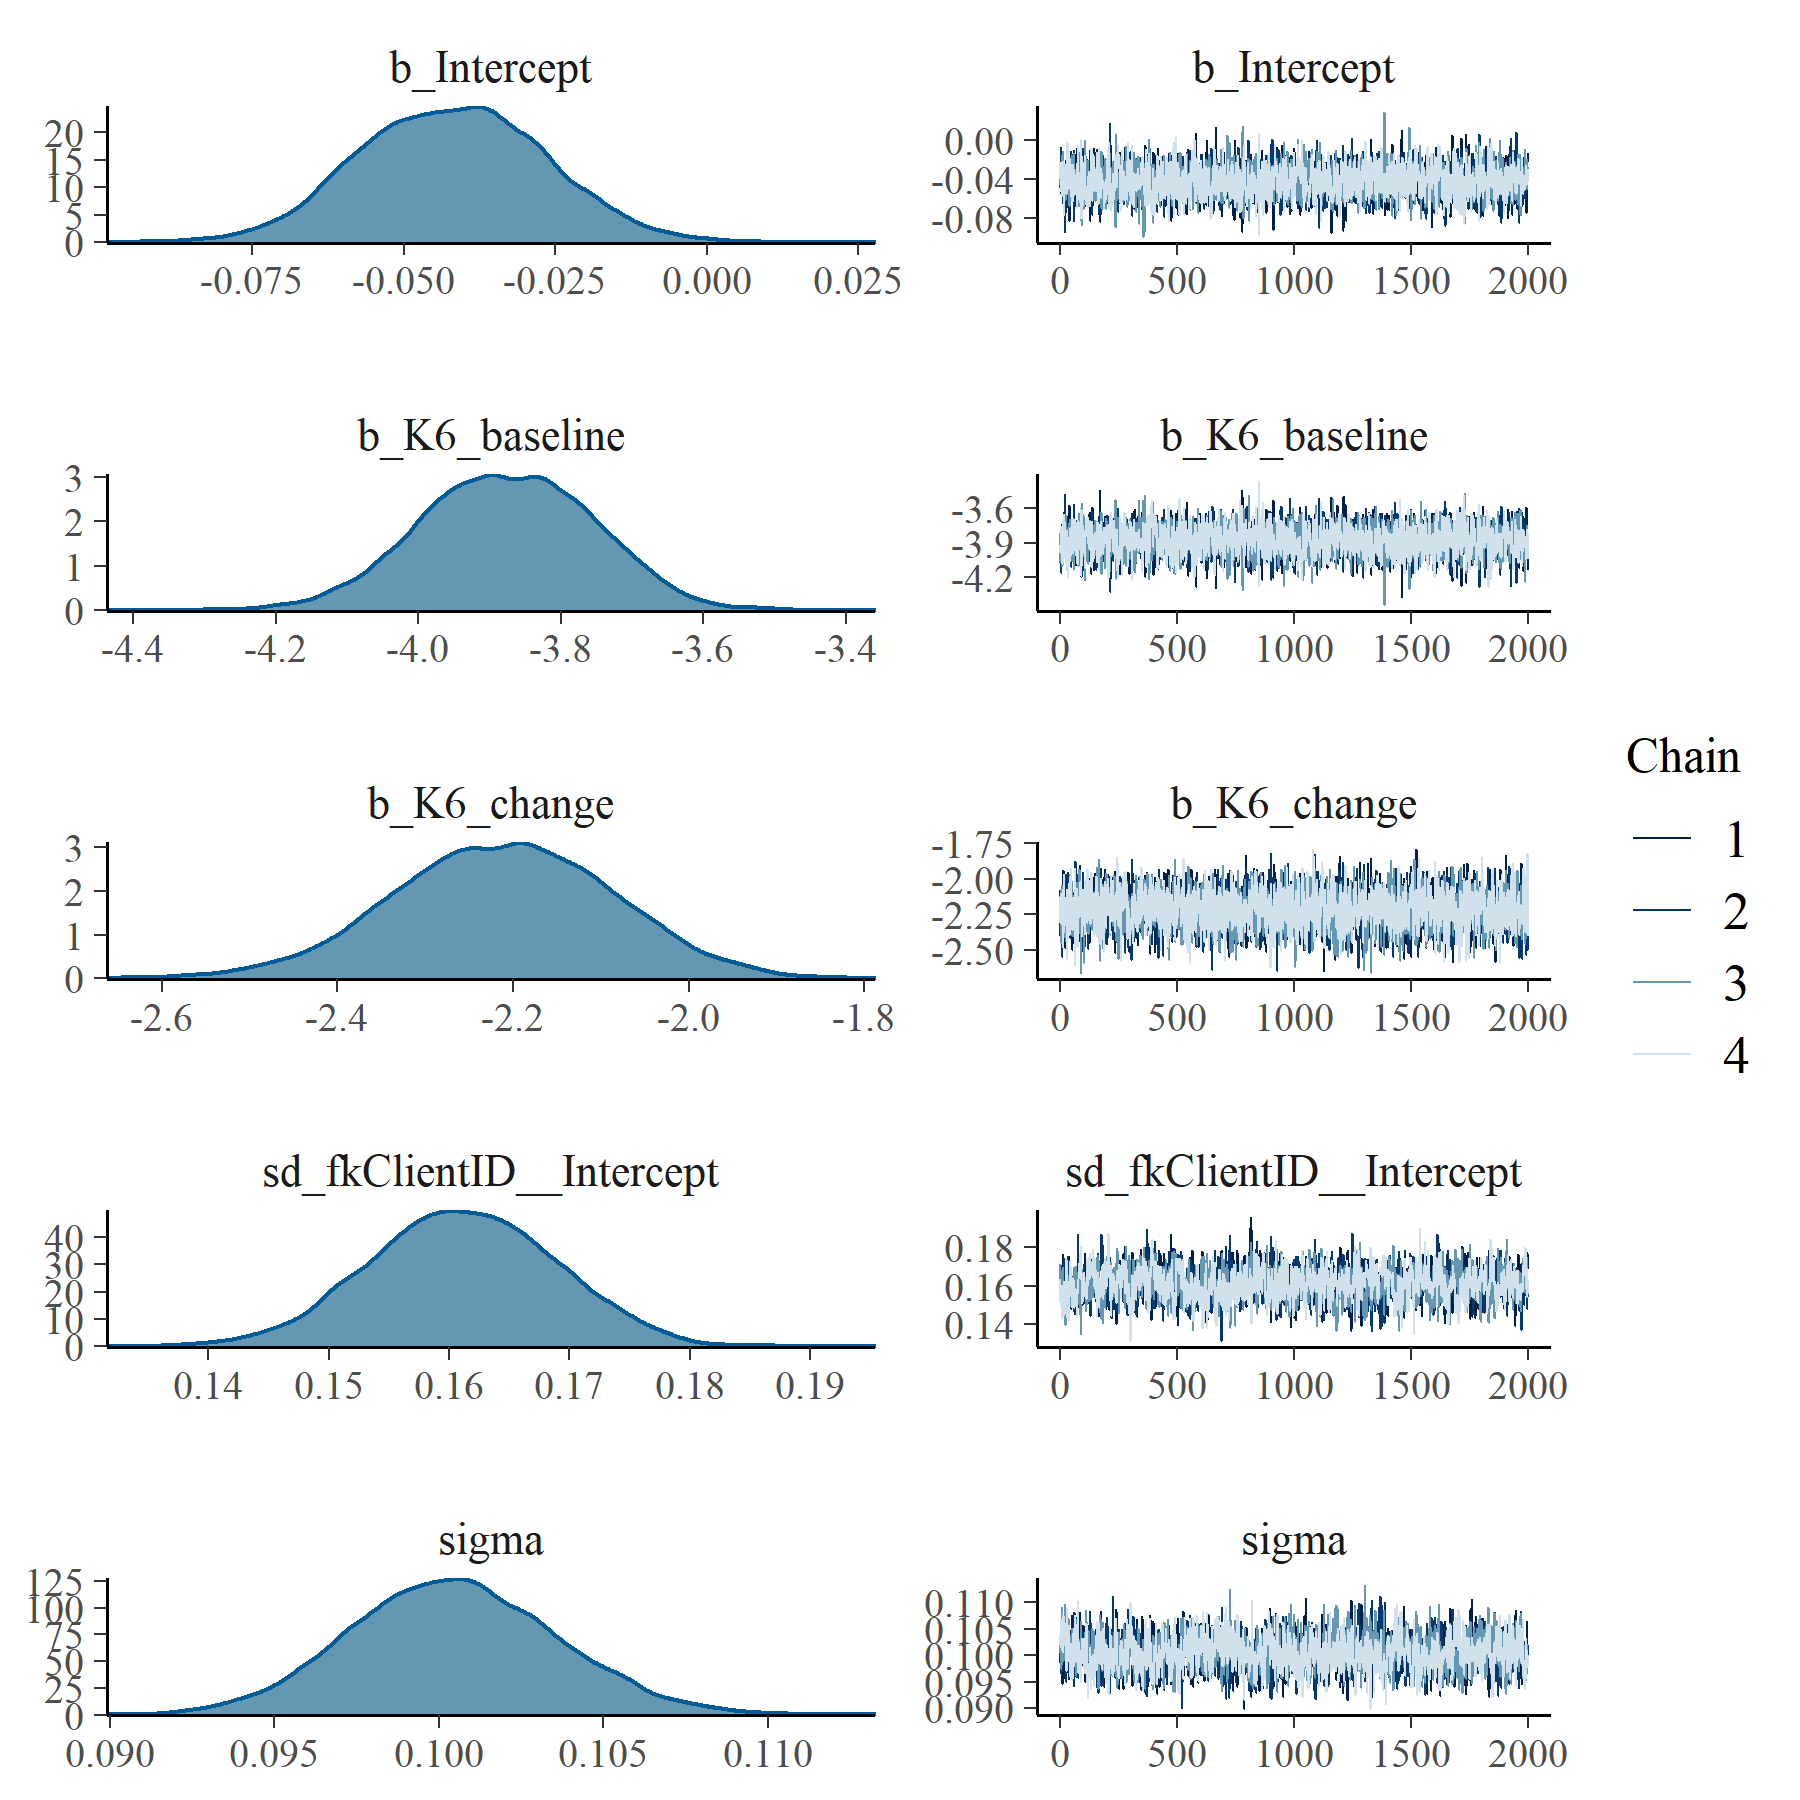 b_Intercept b_Intercept
20
15
10
5
0
-0.075 -0.050 -0.025 0.000 0.025
0.00
-0.04
-0.08
0 500 1000 1500 2000
b_K6_baseline b_K6_baseline
3
2
1
0
-4.4 -4.2 -4.0 -3.8 -3.6 -3.4
-3.6
-3.9
-4.2
0 500 1000 1500 2000
b_K6_change b_K6_change
3
2
1
0
-2.6 -2.4 -2.2 -2.0 -1.8
-1.75
-2.00
-2.25
-2.50
0 500 1000 1500 2000
Chain
1
2
3
4
sd_fkClientID__Intercept sd_fkClientID__Intercept
40
30
20
10
0
0.14 0.15 0.16 0.17 0.18 0.19
0.18
0.16
0.14
0 500 1000 1500 2000
sigma sigma
125
100
75
50
25
0
0.090 0.095 0.100 0.105 0.110
0.110
0.105
0.100
0.095
0.090
0 500 1000 1500 2000